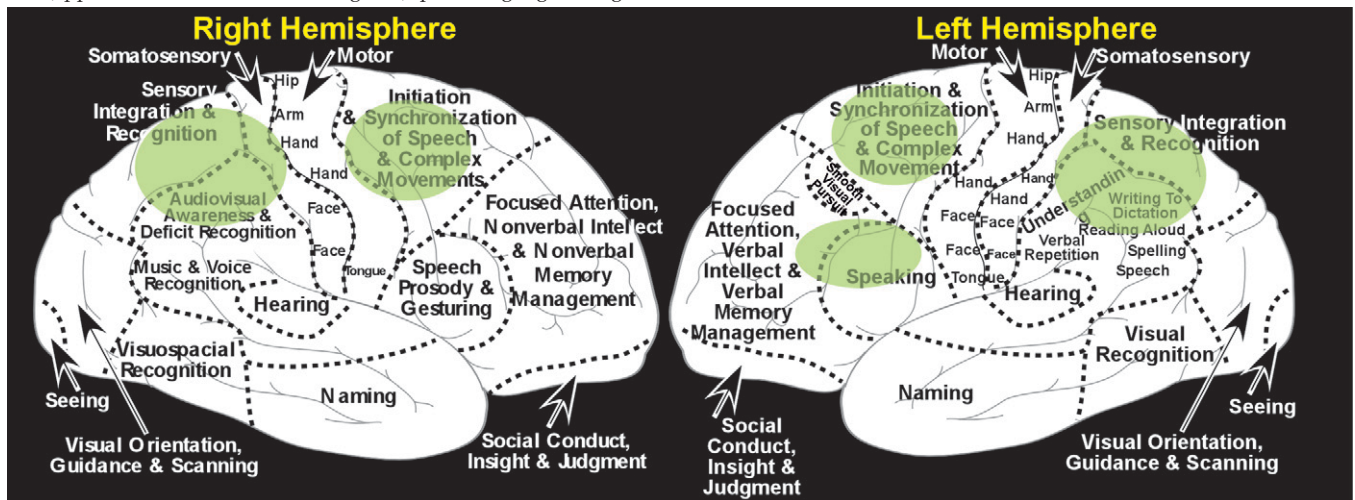 Right Hemisphere
Somatosensory
Motor
Sensory
Integration &
Recognition
Hip
Arm
Hand
Hand
Face
Face
Tongue
Initiation
& Synchronization
of Speech
& Complex
Movements
Audiovisual
Awareness &
Deficit Recognition
Music & Voice
Recognition
Hearing
Speech
Prosody &
Gesturing
Focused Attention,
Nonverbal Intellect
& Nonverbal
Memory
Management
Visuospacial
Recognition
Naming
Seeing
Visual Orientation,
Guidance & Scanning
Social Conduct,
Insight & Judgment
Left Hemisphere
Motor
Somatosensory
Initiation &
Synchronization
of Speech
& Complex
Movement
Hip
Arm
Hand
Hand
Hand
Hand
Face
Face
Face
Face
Tongue
Sensory Integration
& Recognition
Smooth
Visual
Pursuit
Understandin
g
Writing To
Dictation
Reading Aloud
Verbal
Repetition
Spelling
Speech
Focused
Attention,
Verbal
Intellect &
Verbal
Memory
Management
Speaking
Hearing
Visual
Recognition
Naming
Seeing
Social
Conduct,
Insight &
Judgment
Visual Orientation,
Guidance & Scanning